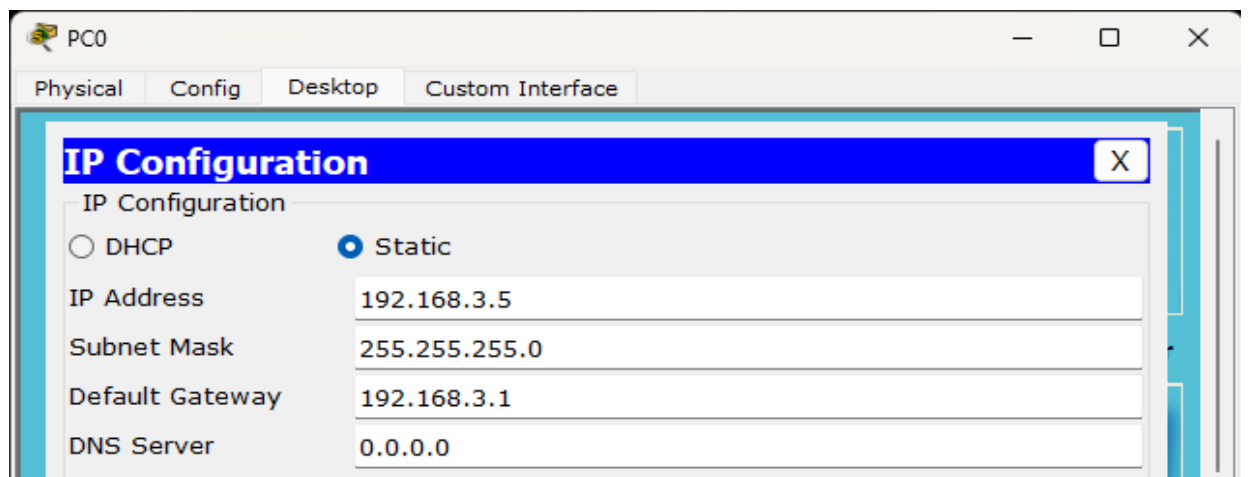 PC0
Physical Config Desktop Custom Interface
IP Configuration X
IP Configuration
DHCP Static
IP Address 192.168.3.5
Subnet Mask 255.255.255.0
Default Gateway 192.168.3.1
DNS Server 0.0.0.0